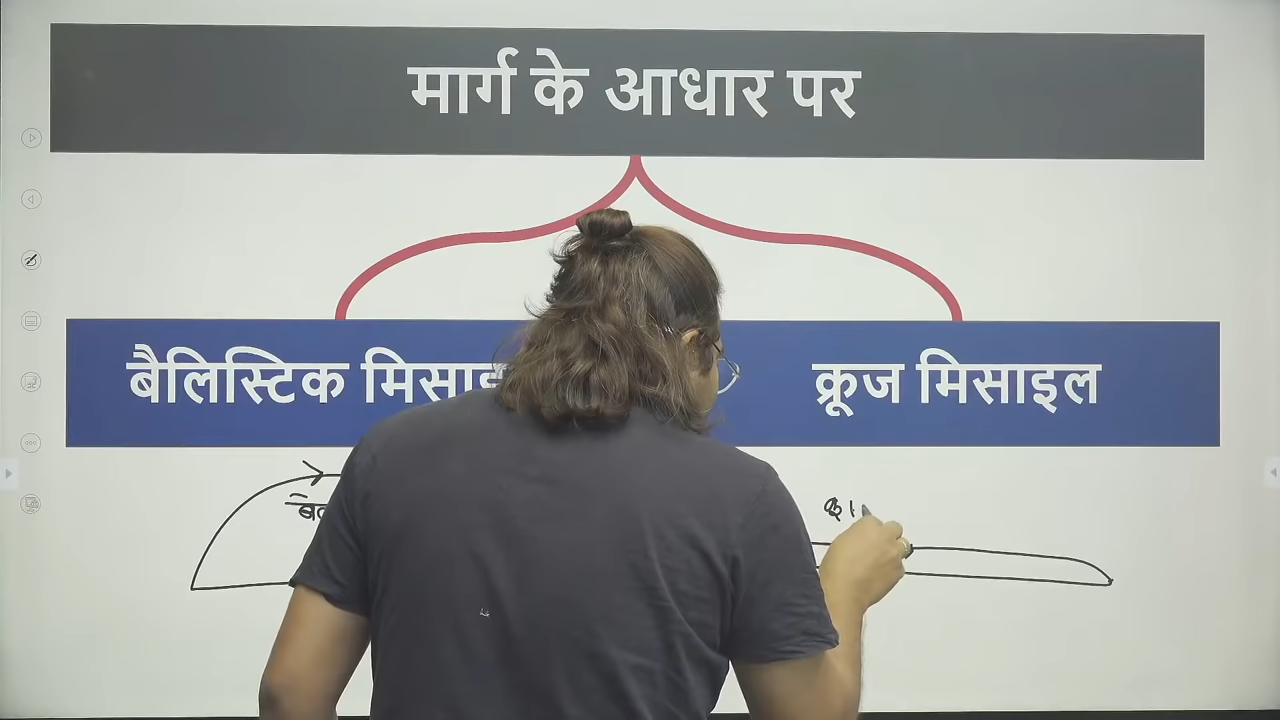 मार्ग के आधार पर
बैलिस्टिक क्रूज मिसाइल